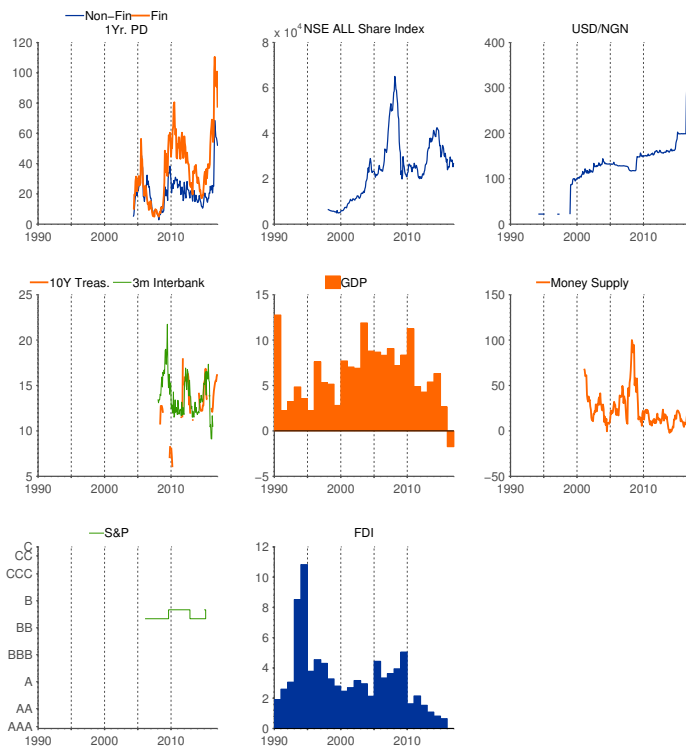 Non−Fin Fin
1Yr. PD
120
100
80
60
40
20
0
1990 2000 2010
x 10⁴ NSE ALL Share Index
8
6
4
2
0
1990 2000 2010
USD/NGN
400
300
200
100
0
1990 2000 2010
10Y Treas. 3m Interbank
25
20
15
10
5
1990 2000 2010
GDP
15
10
5
0
−5
1990 2000 2010
Money Supply
150
100
50
0
−50
1990 2000 2010
S&P
C
CC
CCC
B
BB
BBB
A
AA
AAA
1990 2000 2010
FDI
12
10
8
6
4
2
0
1990 2000 2010